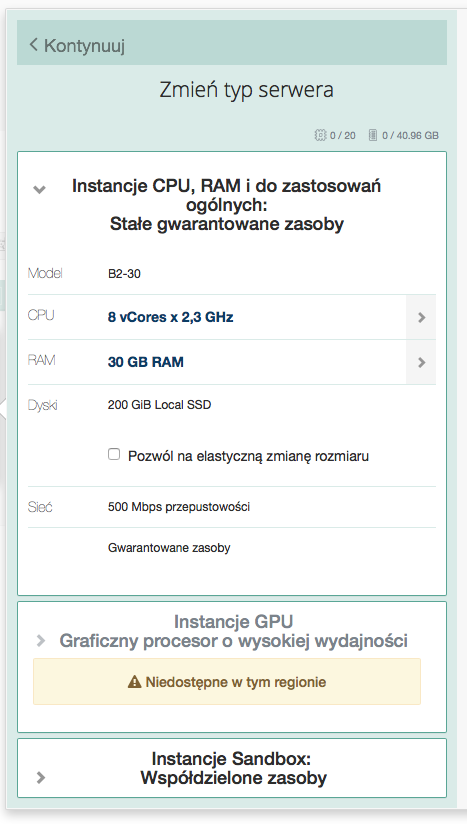 Kontynuuj
Zmień typ serwera
0 / 20 0 / 40.96 GB
Instancje CPU, RAM i do zastosowań
ogólnych:
Stałe gwarantowane zasoby
Model B2-30
CPU 8 vCores x 2,3 GHz
RAM 30 GB RAM
Dyski 200 GiB Local SSD
Pozwól na elastyczną zmianę rozmiaru
Sieć 500 Mbps przepustowości
Gwarantowane zasoby
Instancje GPU
Graficzny procesor o wysokiej wydajności
Niedostępne w tym regionie
Instancje Sandbox:
Współdzielone zasoby